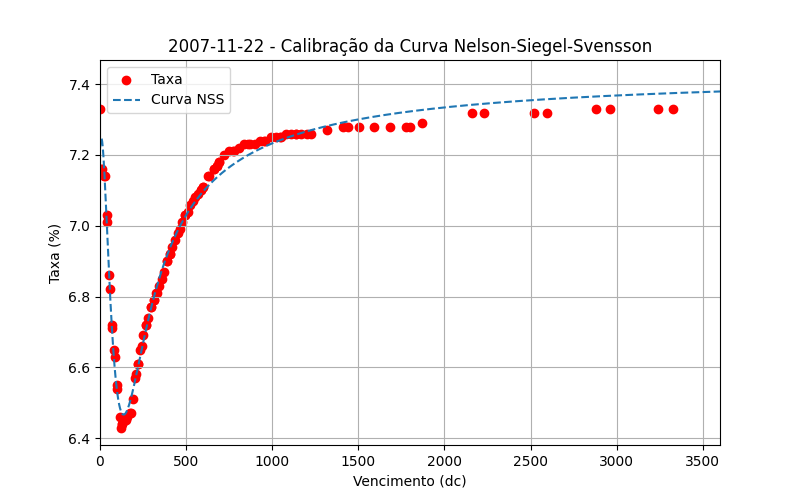 2007-11-22 - Calibração da Curva Nelson-Siegel-Svensson
Taxa
Curva NSS
Taxa (%)
7.4
7.2
7.0
6.8
6.6
6.4
0 500 1000 1500 2000 2500 3000 3500
Vencimento (dc)